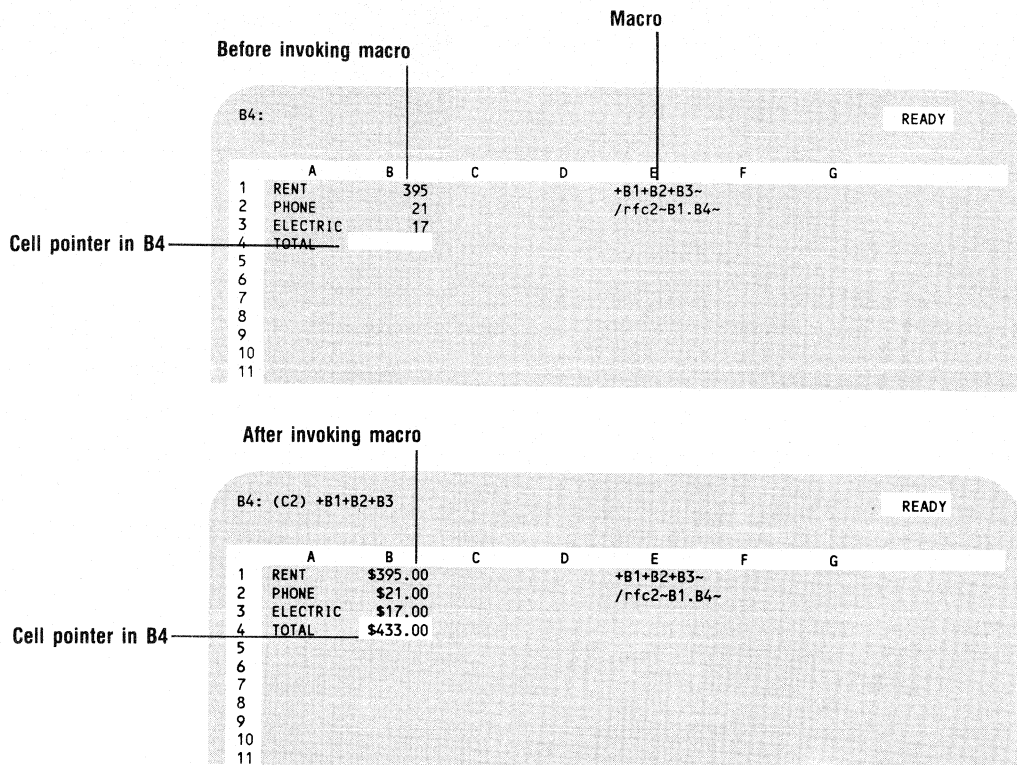 Macro
Before invoking macro
B4:
READY
A B C D E F G
1 RENT 395 +B1+B2+B3~
2 PHONE 21 /rfc2~B1.B4~
3 ELECTRIC 17
Cell pointer in B4
4 TOTAL
5
6
7
8
9
10
11
After invoking macro
B4: (C2) +B1+B2+B3
READY
A B C D E F G
1 RENT $395.00 +B1+B2+B3~
2 PHONE $21.00 /rfc2~B1.B4~
3 ELECTRIC $17.00
Cell pointer in B4
4 TOTAL $433.00
5
6
7
8
9
10
11